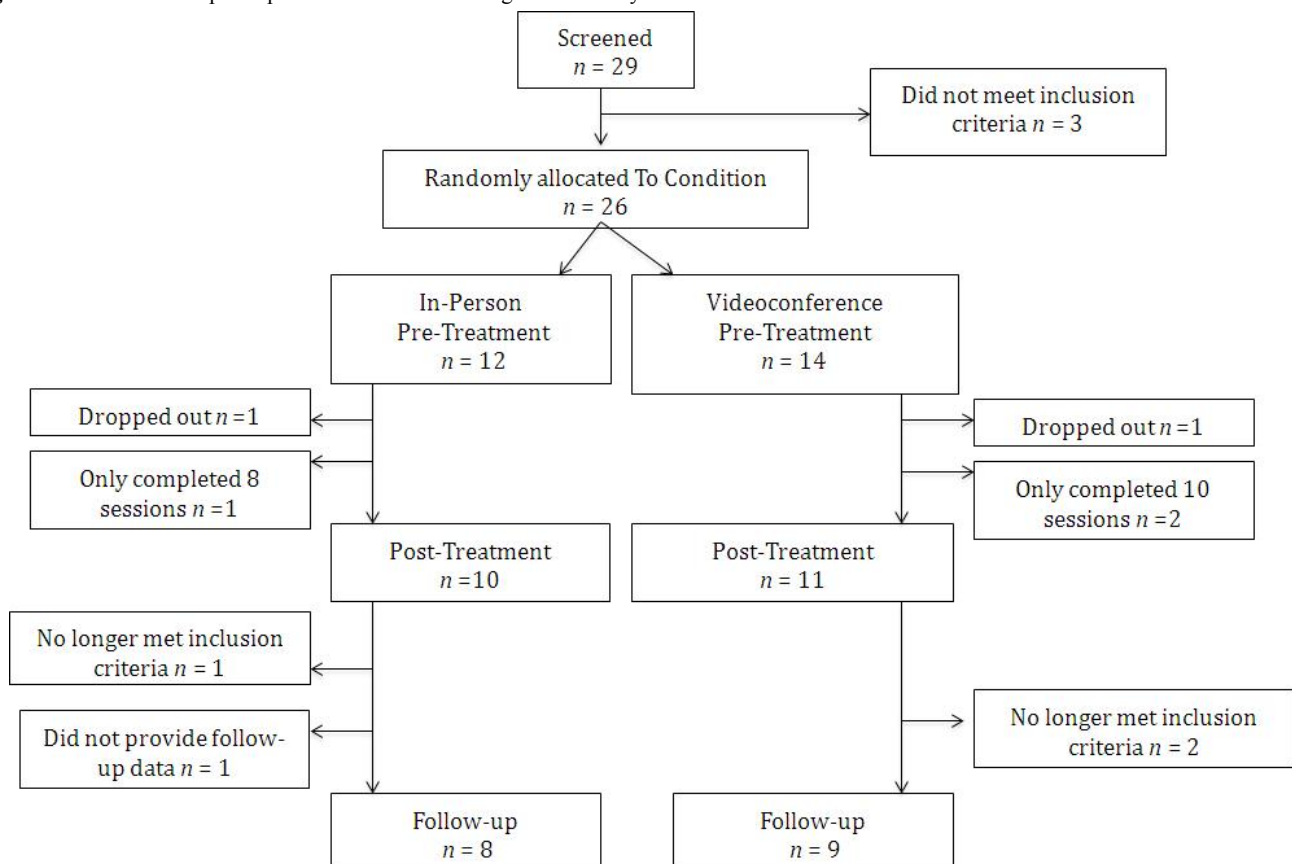 Screened
n = 29
Did not meet inclusion
criteria n = 3
Randomly allocated To Condition
n = 26
In-Person
Pre-Treatment
n = 12
Videoconference
Pre-Treatment
n = 14
Dropped out n =1
Dropped out n =1
Only completed 8
sessions n =1
Only completed 10
sessions n =2
Post-Treatment
n =10
Post-Treatment
n = 11
No longer met inclusion
criteria n = 1
No longer met inclusion
criteria n = 2
Did not provide follow-
up data n = 1
Follow-up
n = 8
Follow-up
n = 9